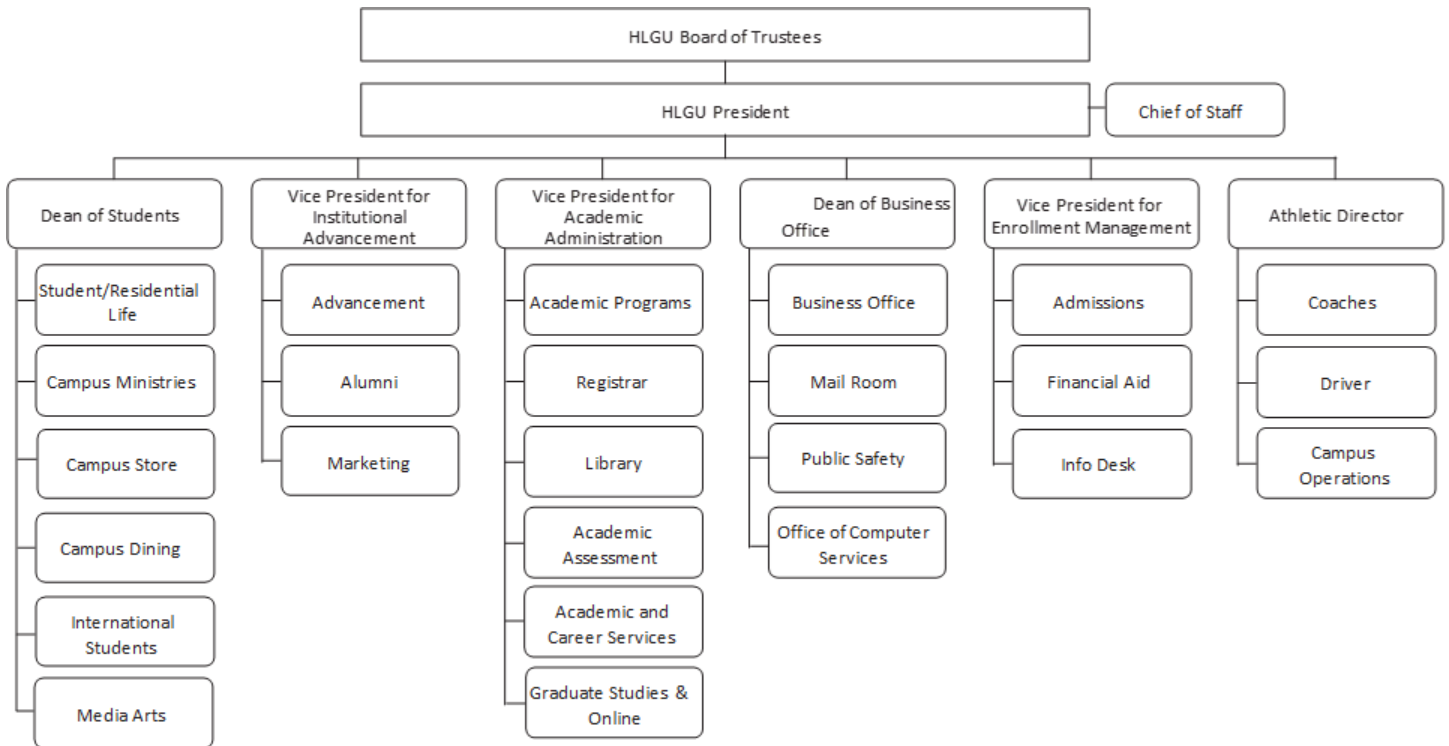 HLGU Board of Trustees
HLGU President
Chief of Staff
Dean of Students
Vice President for
Institutional
Advancement
Vice President for
Academic
Administration
Dean of Business
Office
Vice President for
Enrollment Management
Athletic Director
Student/Residential
Life
Campus Ministries
Campus Store
Campus Dining
International
Students
Media Arts
Advancement
Alumni
Marketing
Academic Programs
Registrar
Library
Academic
Assessment
Academic and
Career Services
Graduate Studies &
Online
Business Office
Mail Room
Public Safety
Office of Computer
Services
Admissions
Financial Aid
Info Desk
Coaches
Driver
Campus
Operations